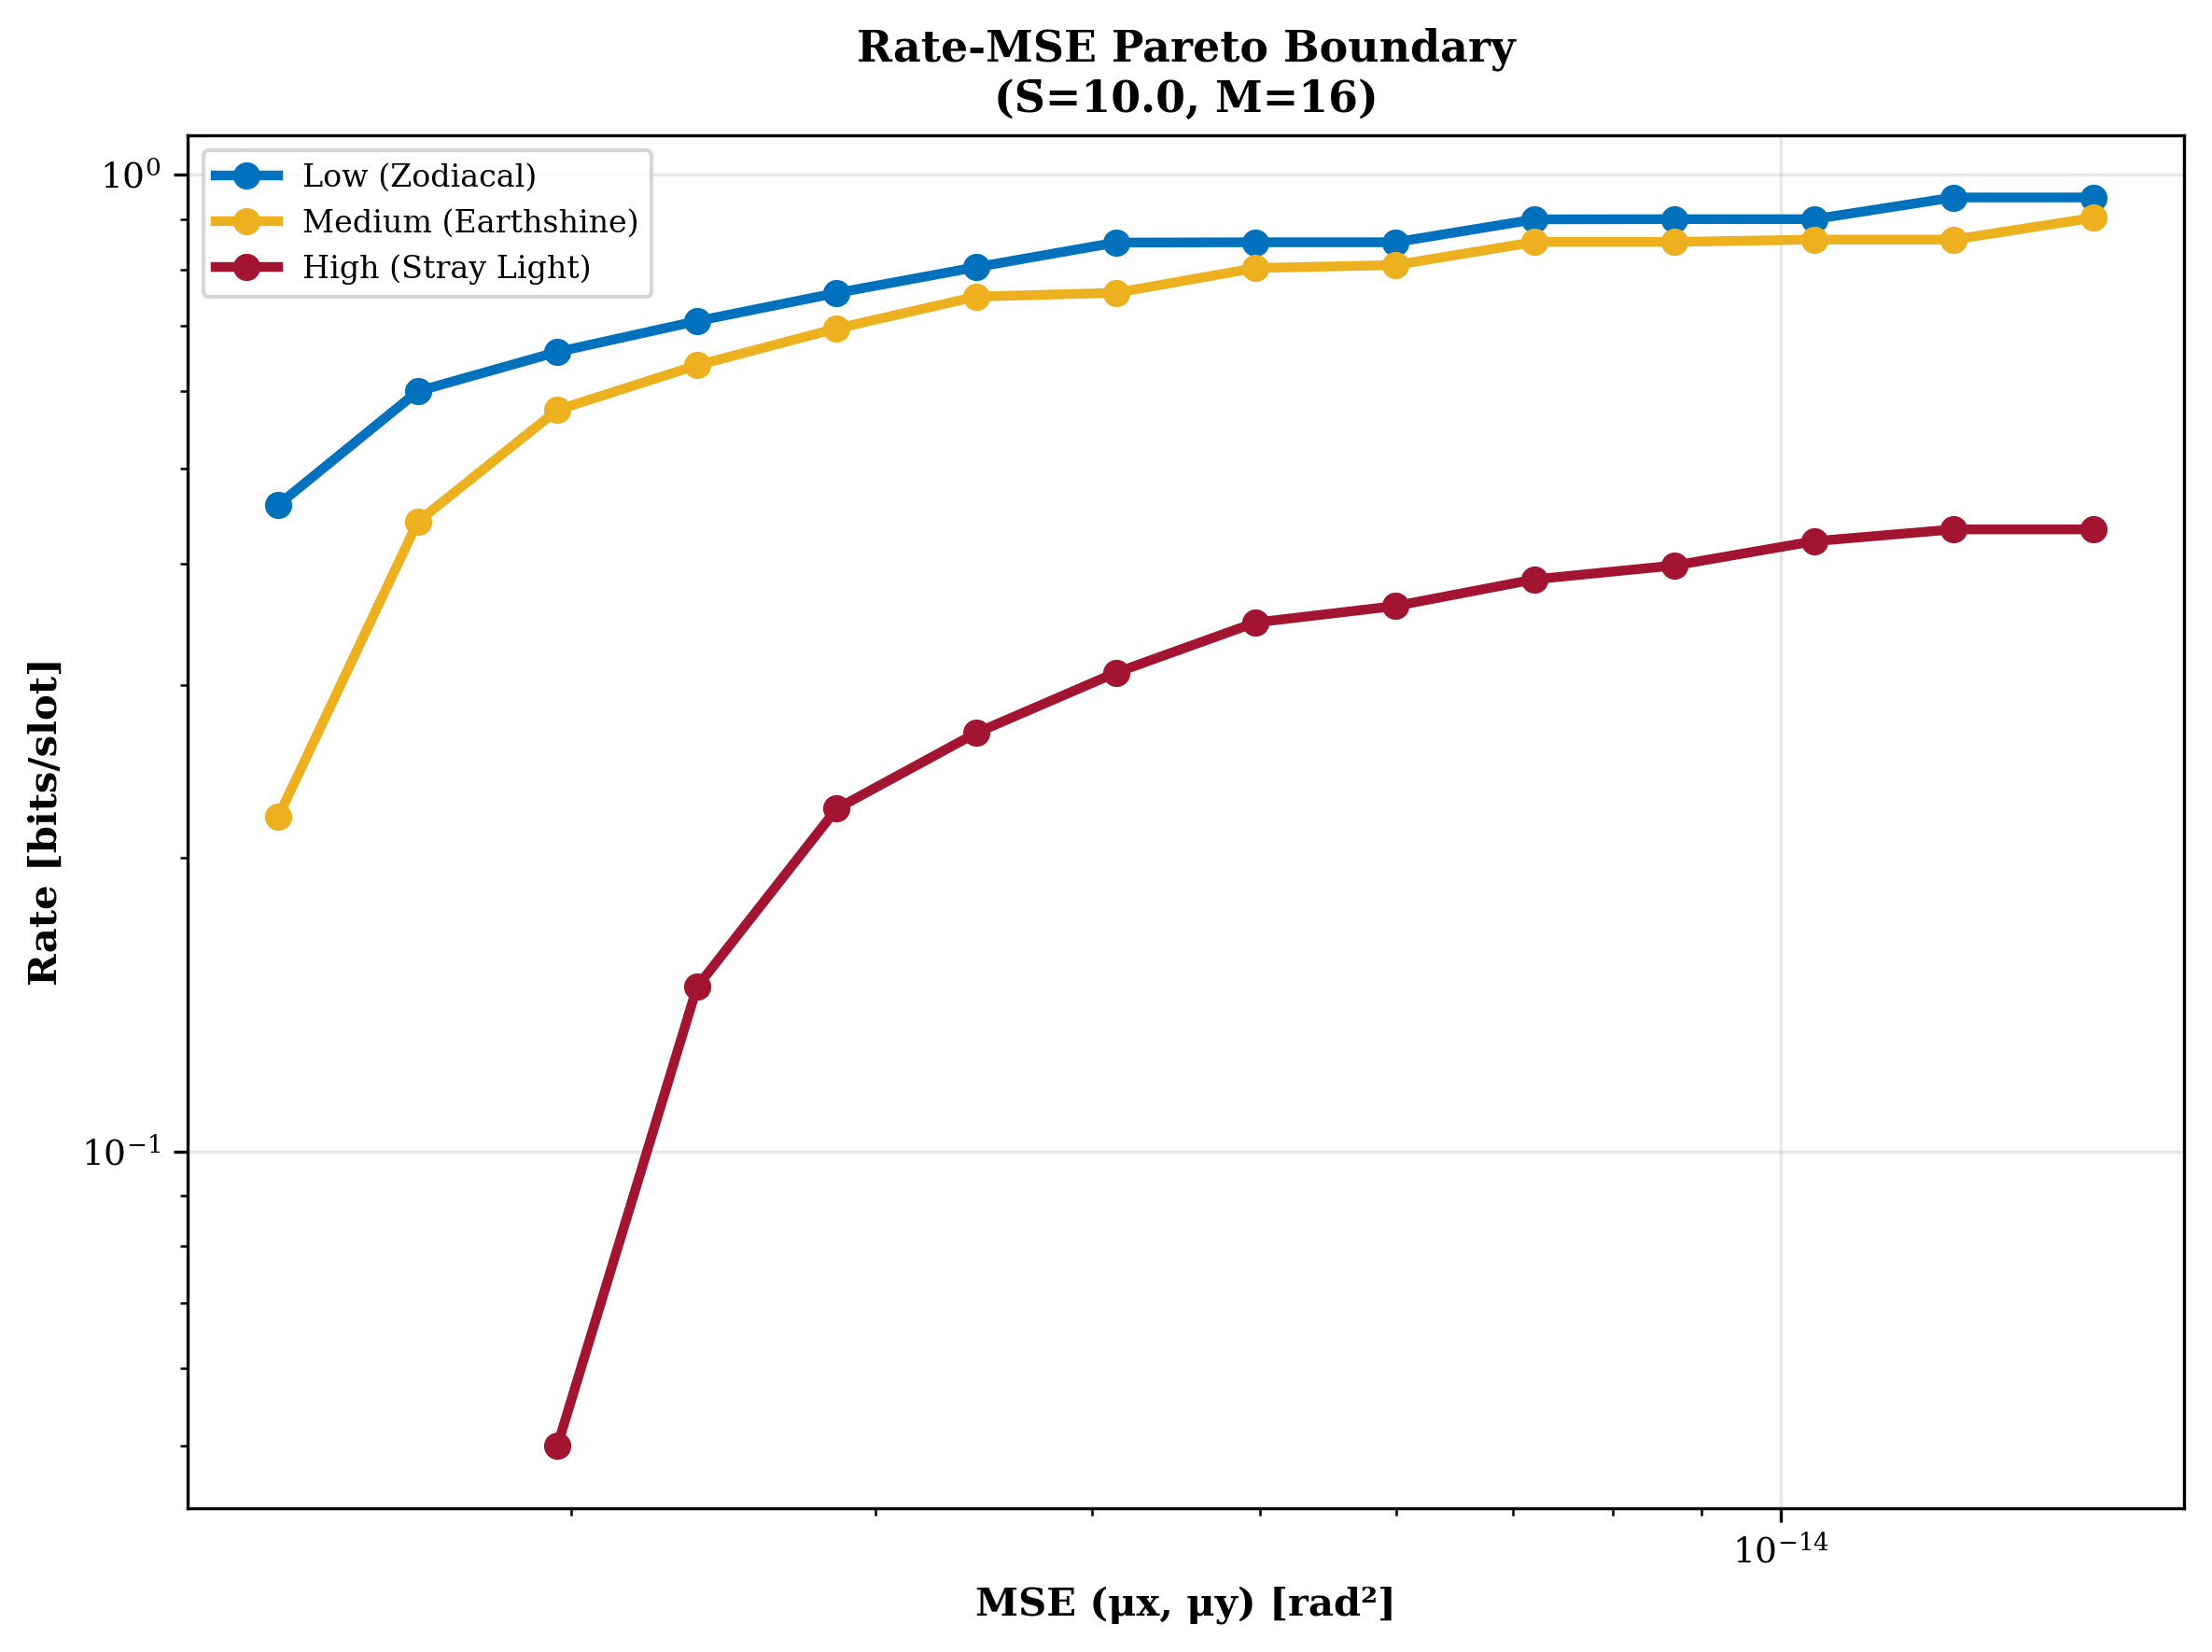 Rate-MSE Pareto Boundary
(S=10.0, M=16)
Low (Zodiacal)
Medium (Earthshine)
High (Stray Light)
10⁰
10⁻¹
Rate [bits/slot]
10⁻¹⁴
MSE (μx, μy) [rad²]